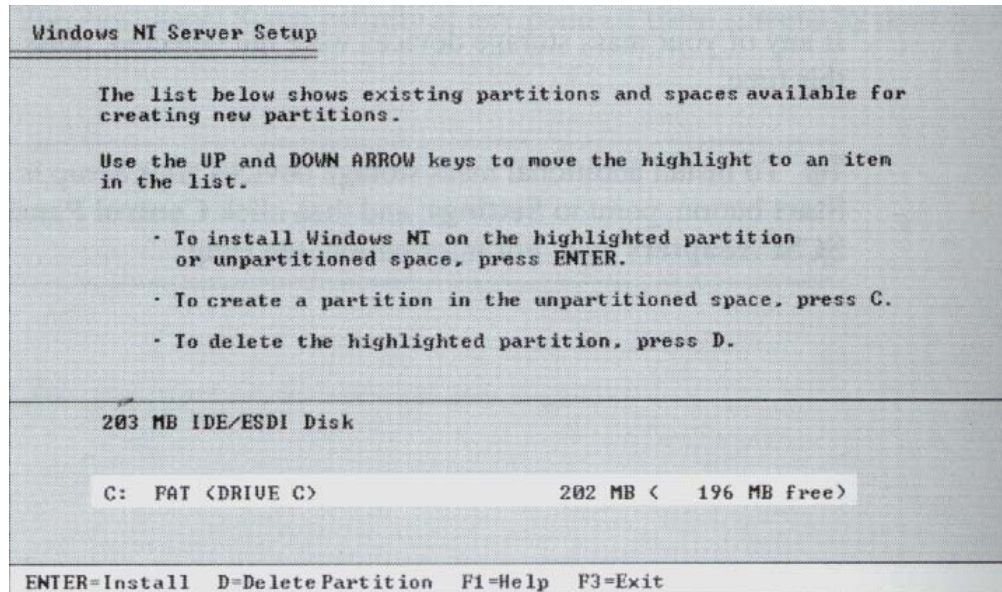 Windows NT Server Setup
The list below shows existing partitions and spaces available for
creating new partitions.
Use the UP and DOWN ARROW keys to move the highlight to an item
in the list.
· To install Windows NT on the highlighted partition
or unpartitioned space, press ENTER.
· To create a partition in the unpartitioned space, press C.
· To delete the highlighted partition, press D.
203 MB IDE/ESDI Disk
C: FAT (DRIVE C) 202 MB ( 196 MB free)
ENTER=Install D=Delete Partition F1=Help F3=Exit